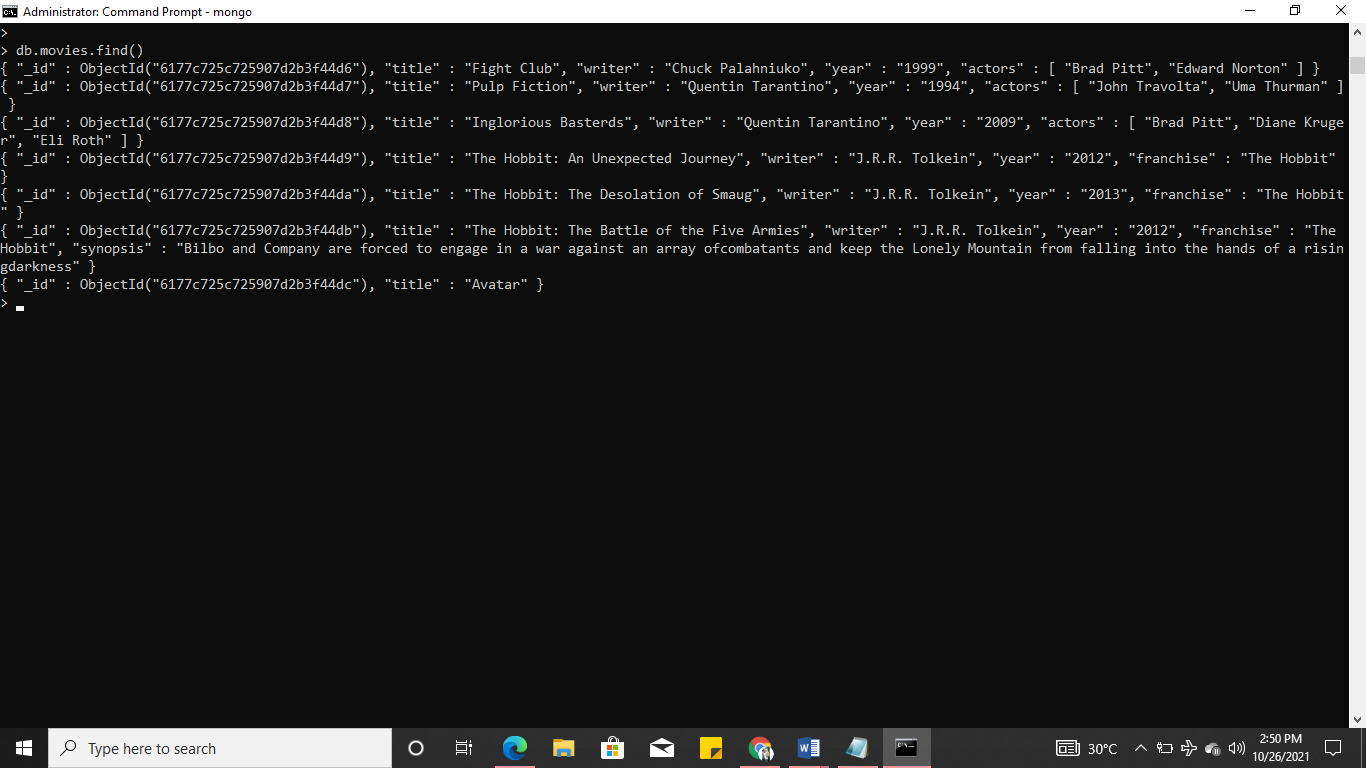 Administrator: Command Prompt - mongo
>
> db.movies.find()
{ "_id" : ObjectId("6177c725c725907d2b3f44d6"), "title" : "Fight Club", "writer" : "Chuck Palahniuko", "year" : "1999", "actors" : [ "Brad Pitt", "Edward Norton" ] }
{ "_id" : ObjectId("6177c725c725907d2b3f44d7"), "title" : "Pulp Fiction", "writer" : "Quentin Tarantino", "year" : "1994", "actors" : [ "John Travolta", "Uma Thurman" ]
}
{ "_id" : ObjectId("6177c725c725907d2b3f44d8"), "title" : "Inglorious Basterds", "writer" : "Quentin Tarantino", "year" : "2009", "actors" : [ "Brad Pitt", "Diane Kruge
r", "Eli Roth" ] }
{ "_id" : ObjectId("6177c725c725907d2b3f44d9"), "title" : "The Hobbit: An Unexpected Journey", "writer" : "J.R.R. Tolkein", "year" : "2012", "franchise" : "The Hobbit"
}
{ "_id" : ObjectId("6177c725c725907d2b3f44da"), "title" : "The Hobbit: The Desolation of Smaug", "writer" : "J.R.R. Tolkein", "year" : "2013", "franchise" : "The Hobbit
" }
{ "_id" : ObjectId("6177c725c725907d2b3f44db"), "title" : "The Hobbit: The Battle of the Five Armies", "writer" : "J.R.R. Tolkein", "year" : "2012", "franchise" : "The
Hobbit", "synopsis" : "Bilbo and Company are forced to engage in a war against an array ofcombatants and keep the Lonely Mountain from falling into the hands of a risin
gdarkness" }
{ "_id" : ObjectId("6177c725c725907d2b3f44dc"), "title" : "Avatar" }
>
Type here to search
30°C
2:50 PM
10/26/2021